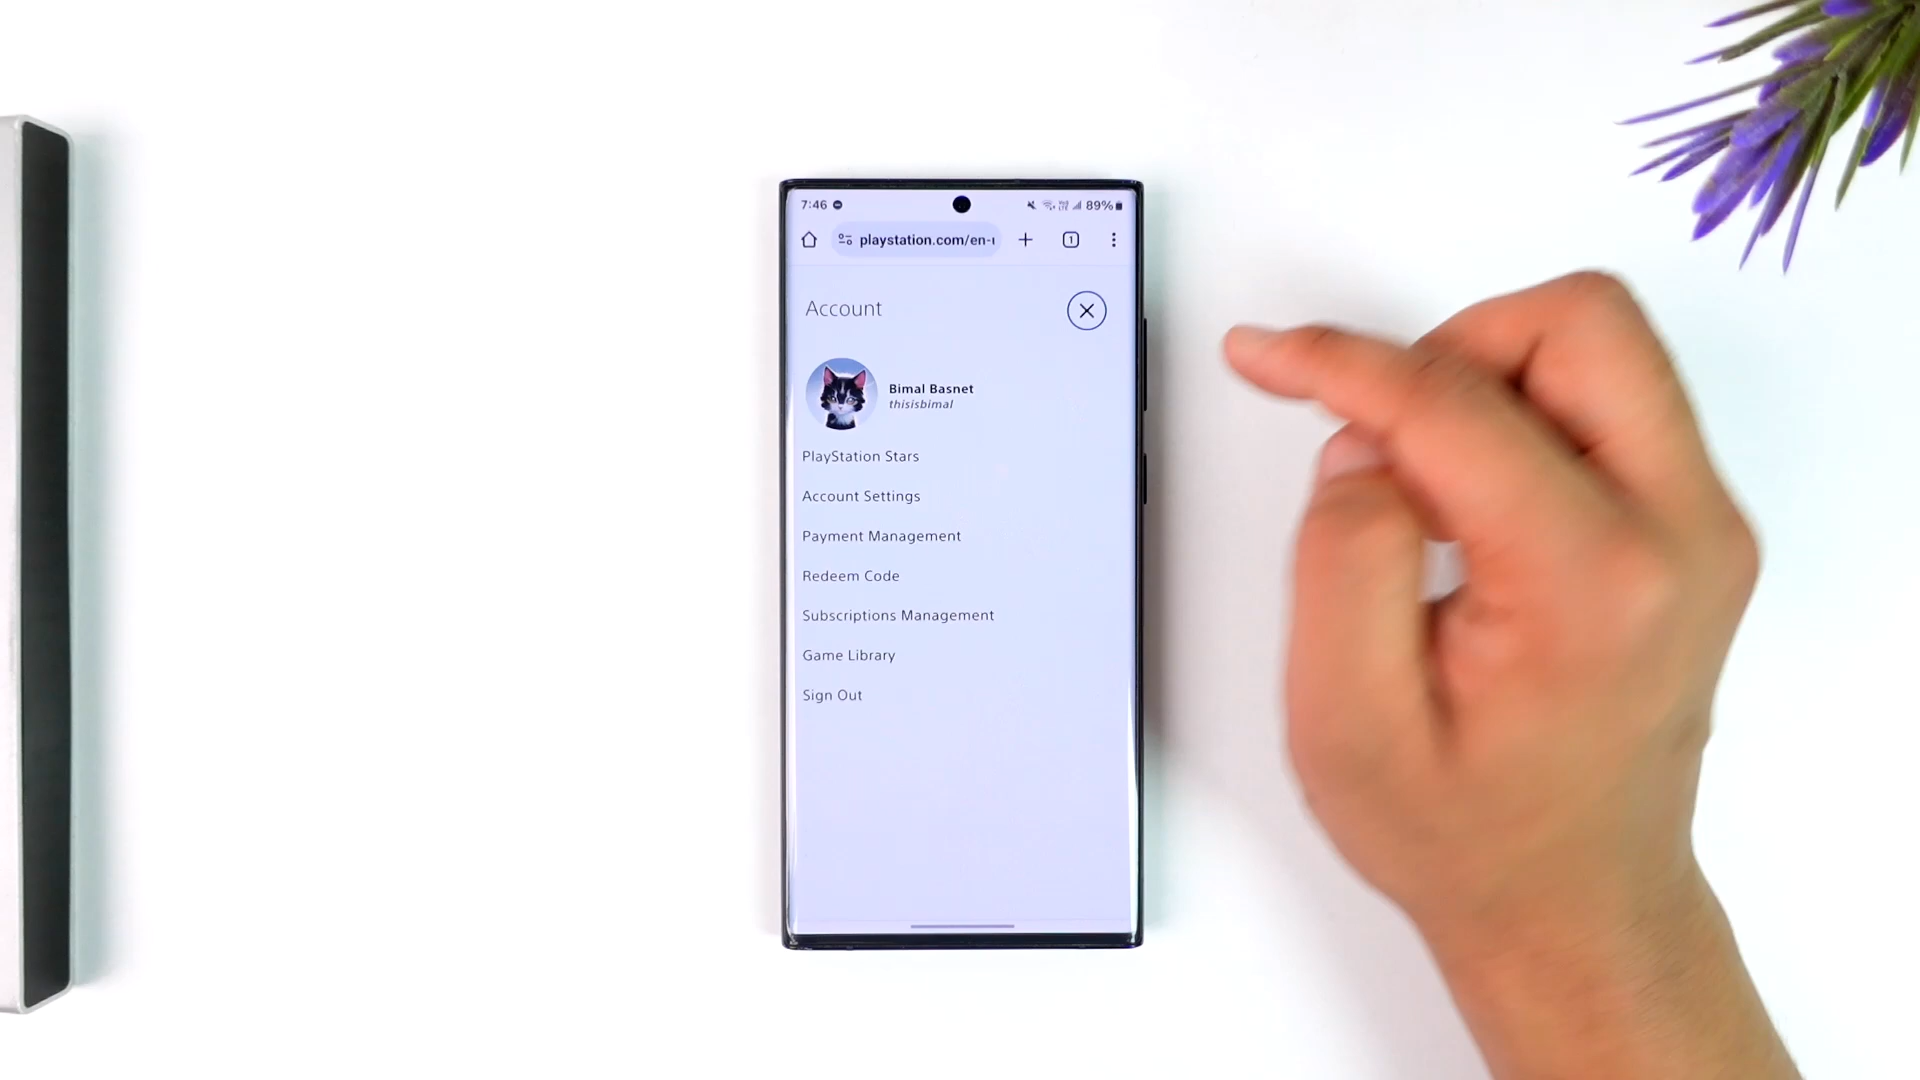 7:46 89%
playstation.com/en-u 1
Account
Bimal Basnet
thisisbimal
PlayStation Stars
Account Settings
Payment Management
Redeem Code
Subscriptions Management
Game Library
Sign Out